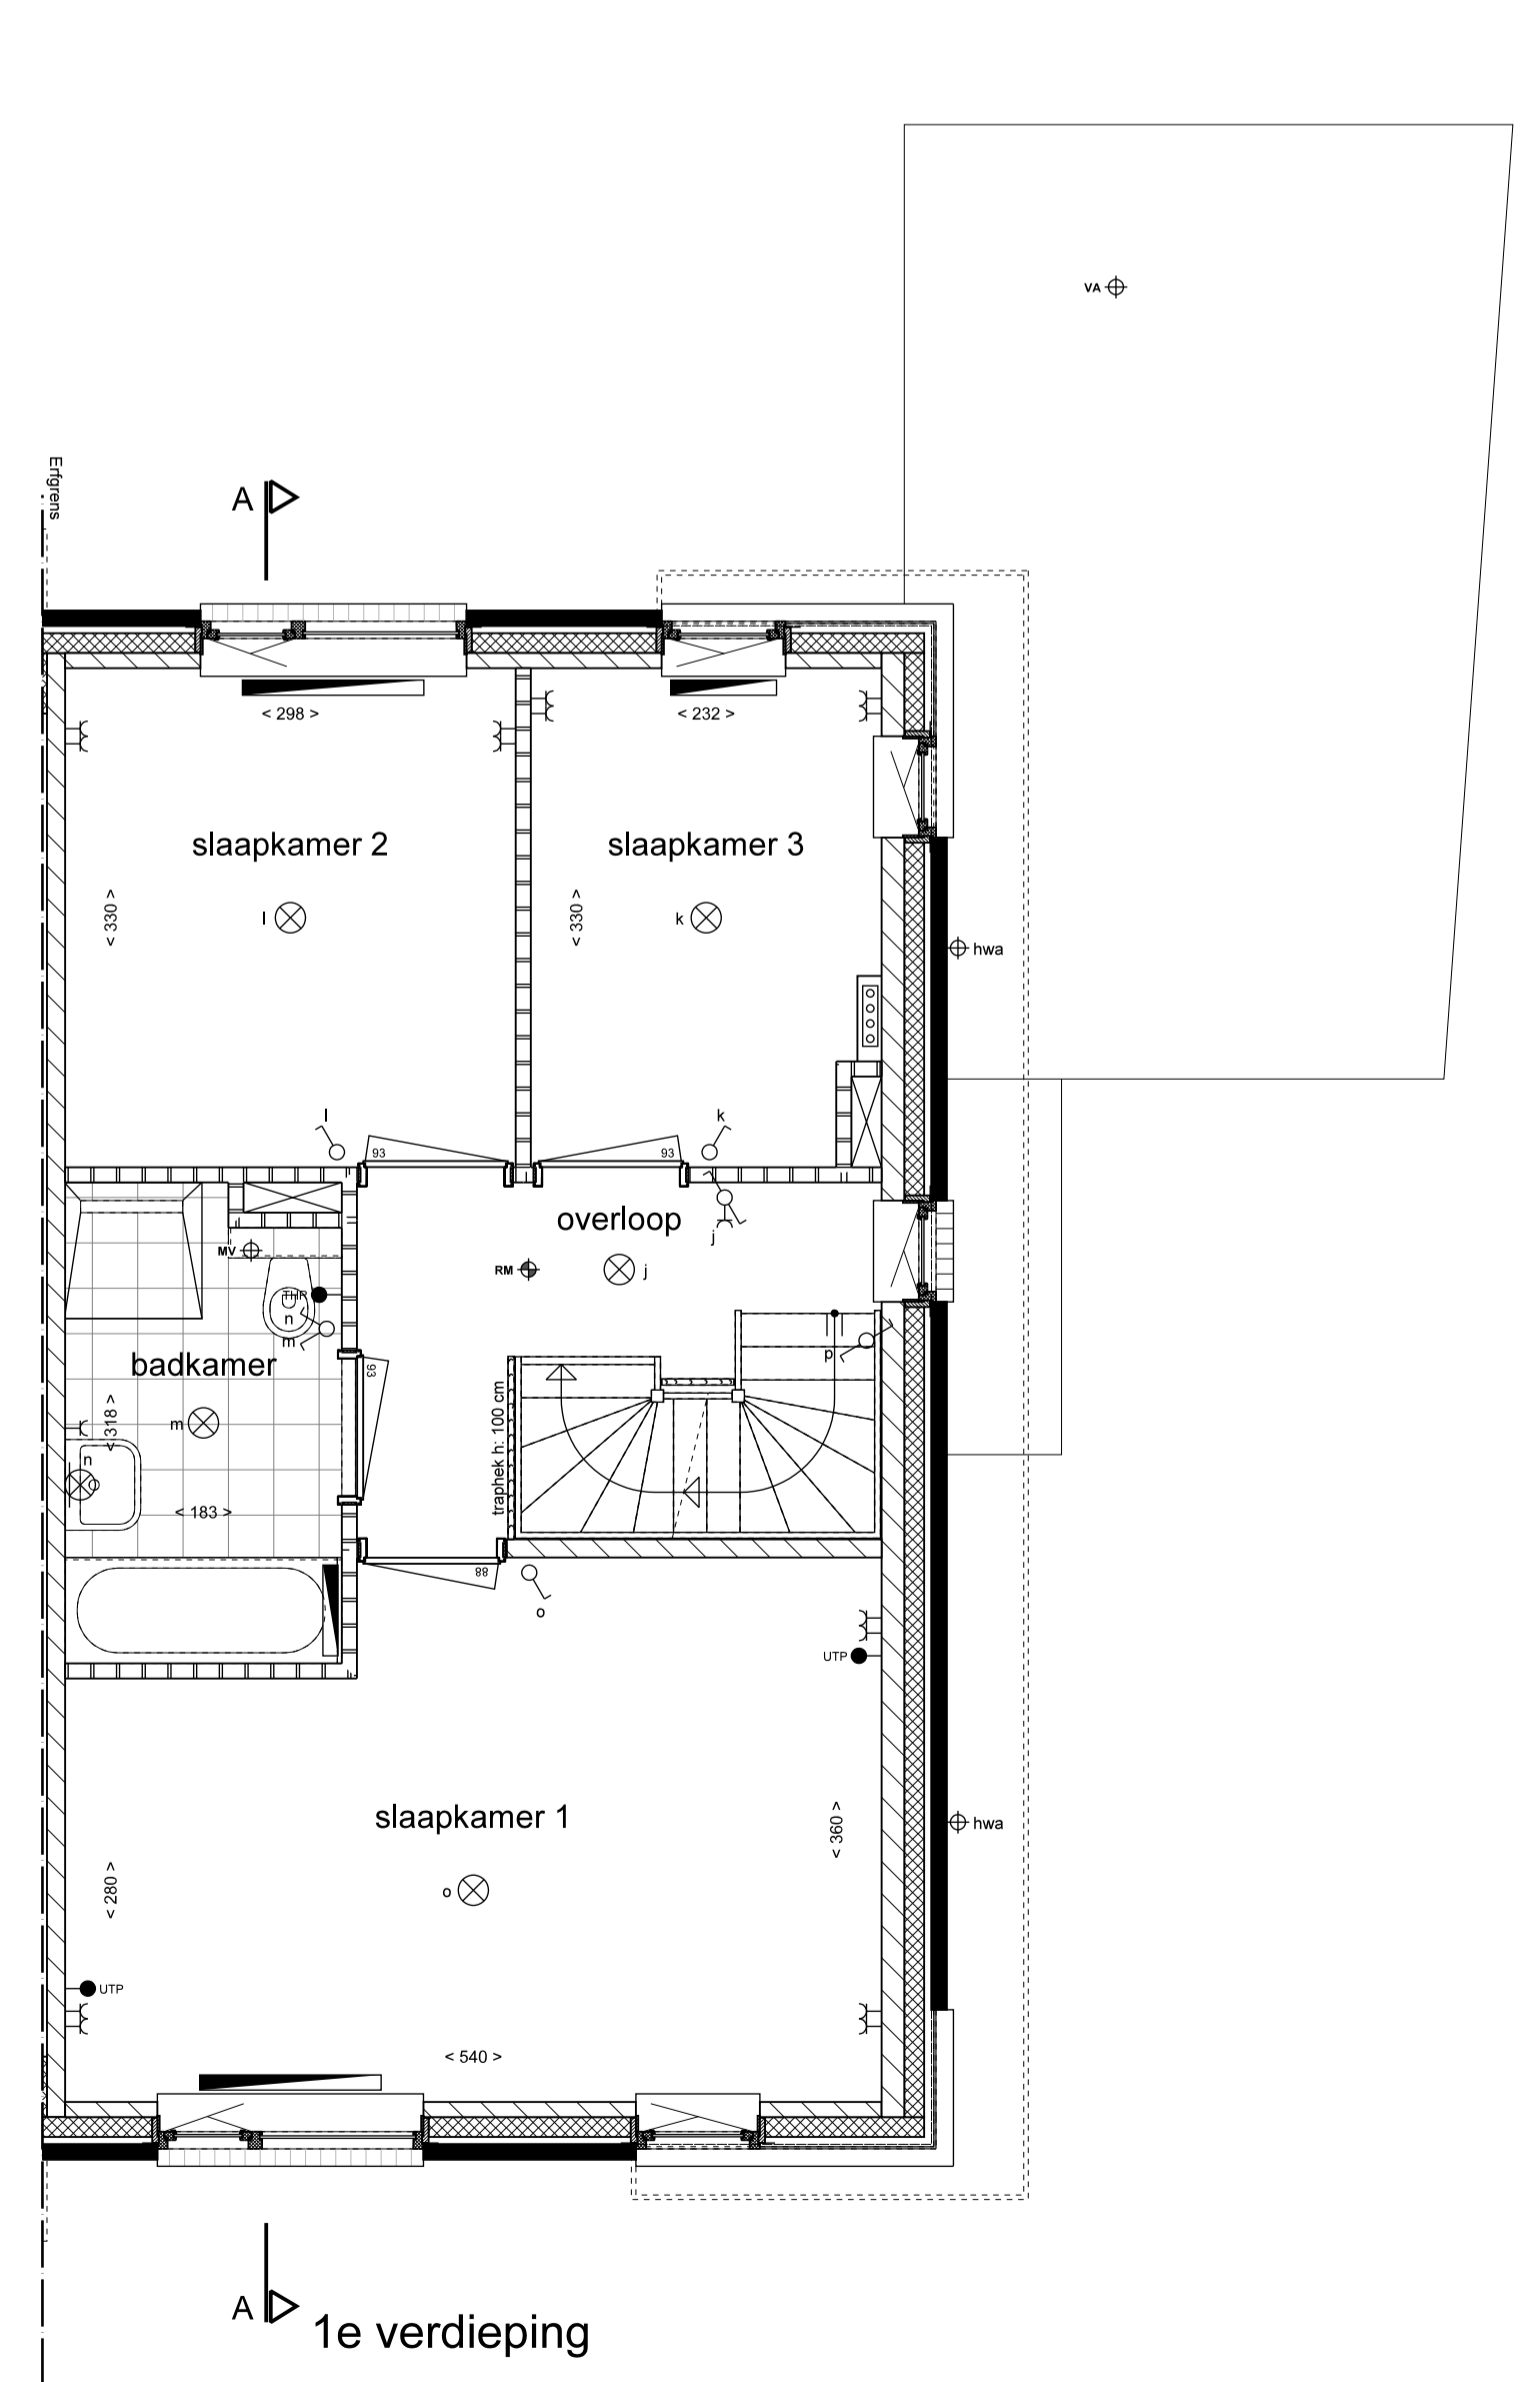 VA
Erfgrens
A
< 298 >
< 232 >
slaapkamer 2
slaapkamer 3
< 330 >
l
< 330 >
k
hwa
l
93
93
k
overloop
j
MV
RM
j
THP
n
m
p
badkamer
93
< 318 >
m
traphek h: 100 cm
n
< 183 >
88
o
UTP
slaapkamer 1
< 360 >
hwa
< 280 >
o
UTP
< 540 >
A
1e verdieping